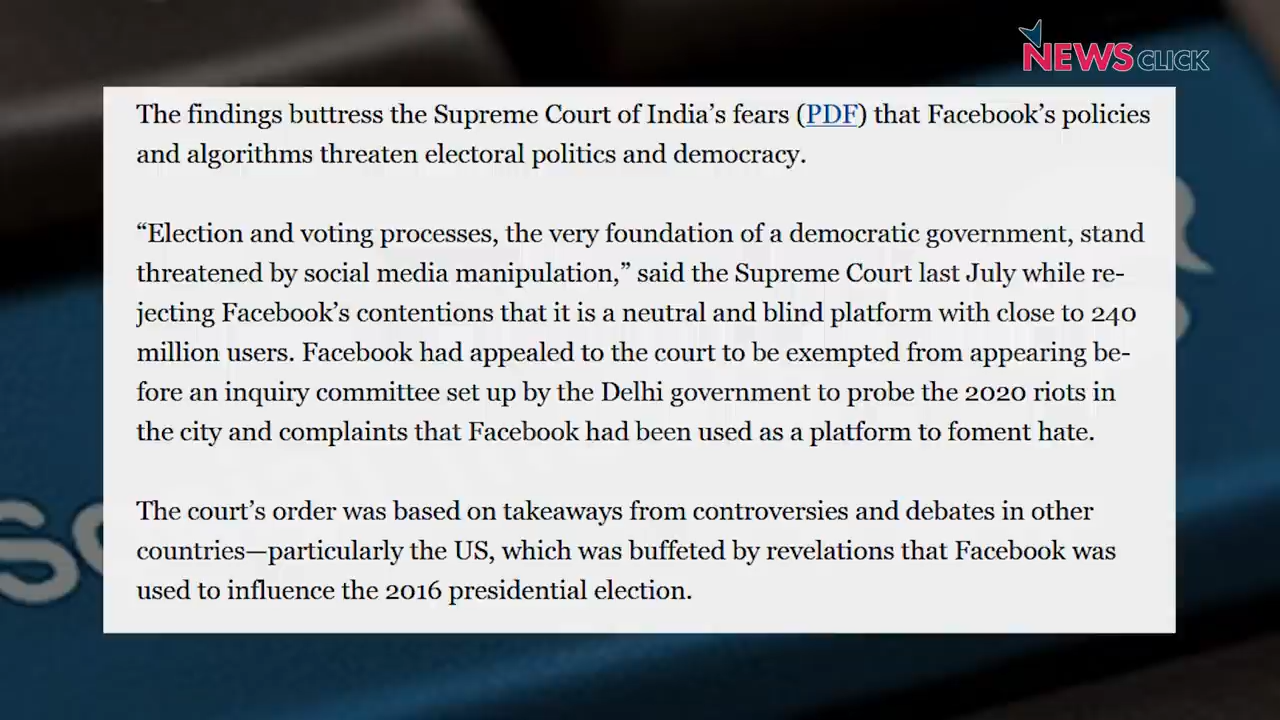 NEWSCLICK
The findings buttress the Supreme Court of India’s fears (PDF) that Facebook’s policies
and algorithms threaten electoral politics and democracy.
“Election and voting processes, the very foundation of a democratic government, stand
threatened by social media manipulation,” said the Supreme Court last July while re-
jecting Facebook’s contentions that it is a neutral and blind platform with close to 240
million users. Facebook had appealed to the court to be exempted from appearing be-
fore an inquiry committee set up by the Delhi government to probe the 2020 riots in
the city and complaints that Facebook had been used as a platform to foment hate.
The court’s order was based on takeaways from controversies and debates in other
countries—particularly the US, which was buffeted by revelations that Facebook was
used to influence the 2016 presidential election.